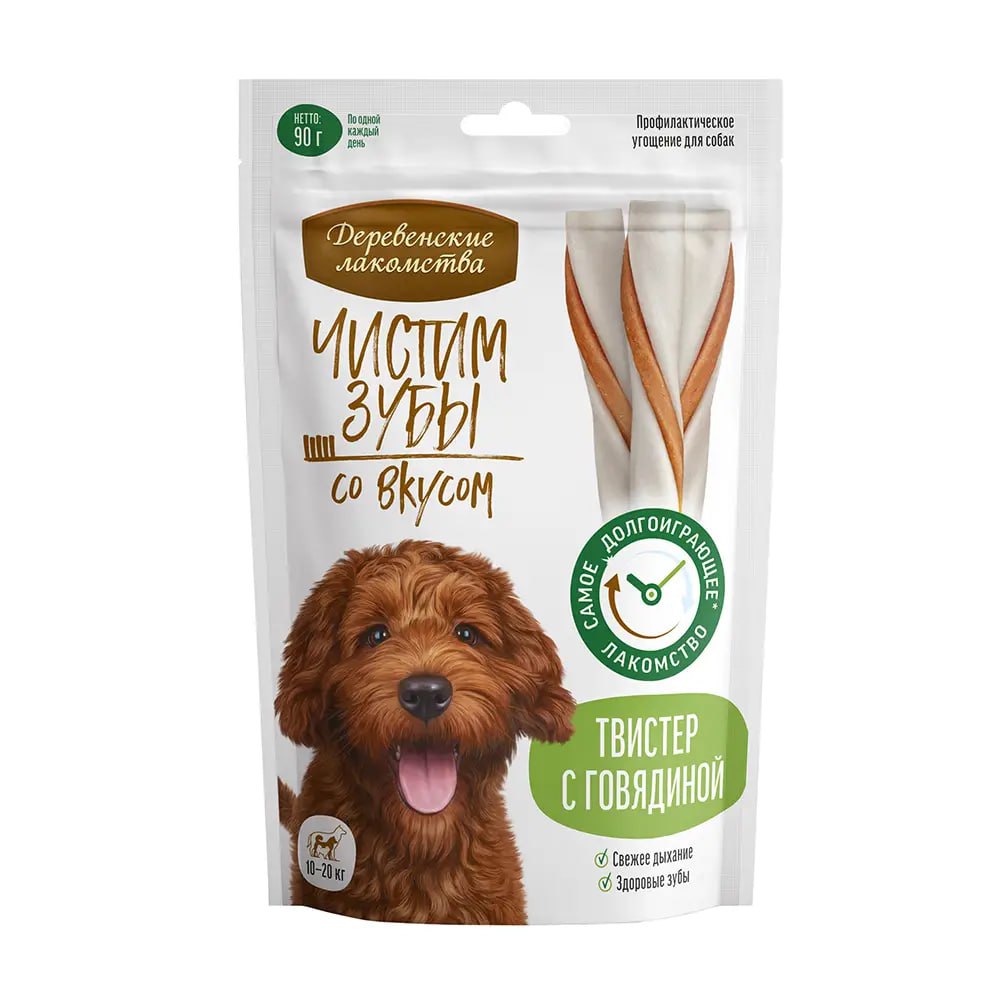 НЕТТО:
90 г
По одной
каждый
день
Профилактическое
угощение для собак
Деревенские
лакомства
ЧИСТИМ
ЗУБЫ
со вкусом
САМОЕ ДОЛГОИГРАЮЩЕЕ*
ЛАКОМСТВО
ТВИСТЕР
С ГОВЯДИНОЙ
Свежее дыхание
Здоровые зубы
10–20 кг